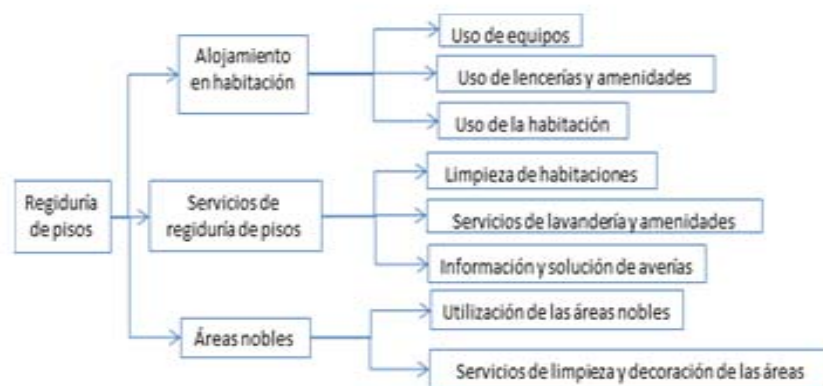 Uso de equipos
Alojamiento
en habitación
Uso de lencerías y amenidades
Uso de la habitación
Limpieza de habitaciones
Regiduría
de pisos
Servicios de
regiduría de pisos
Servicios de lavandería y amenidades
Información y solución de averías
Utilización de las áreas nobles
Áreas nobles
Servicios de limpieza y decoración de las áreas